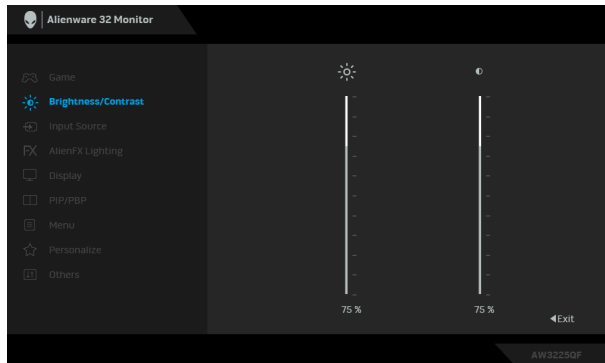 Alienware 32 Monitor
Game
Brightness/Contrast
Input Source
FX AlienFX Lighting
Display
PIP/PBP
Menu
Personalize
Others
75 % 75 %
Exit
AW3225QF